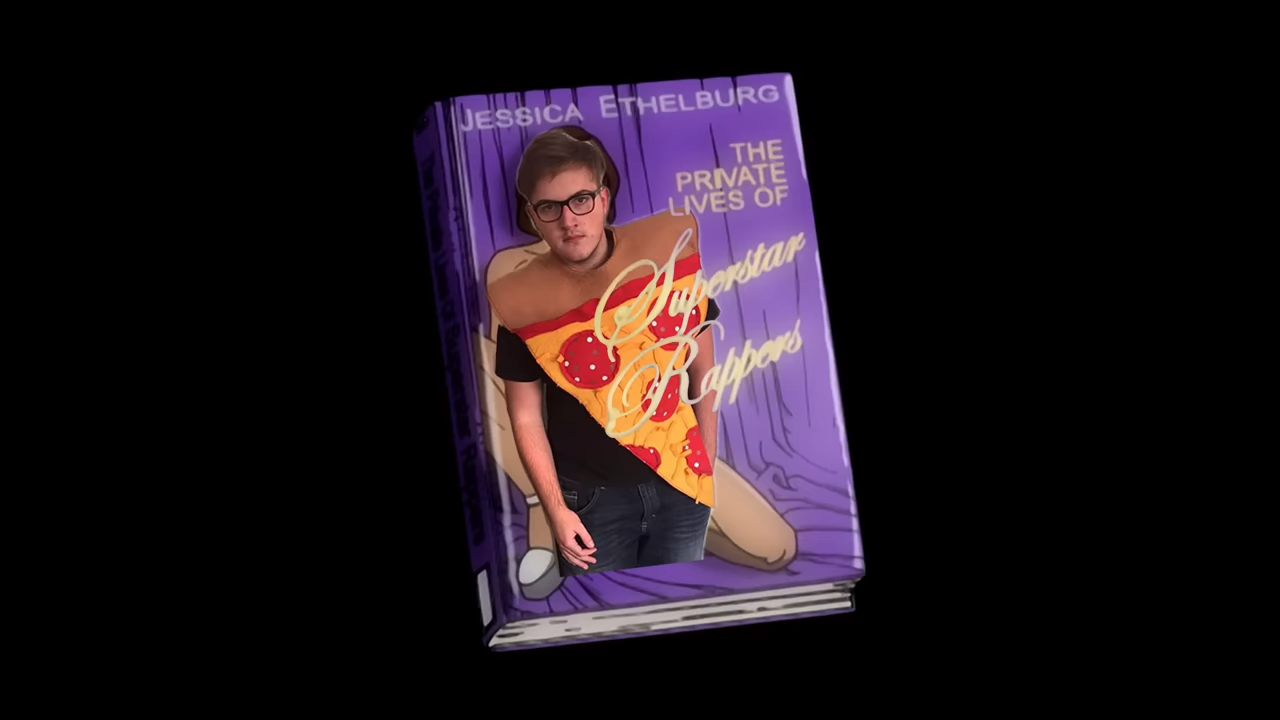 JESSICA ETHELBURG
THE
PRIVATE
LIVES OF
Superstar
Rappers